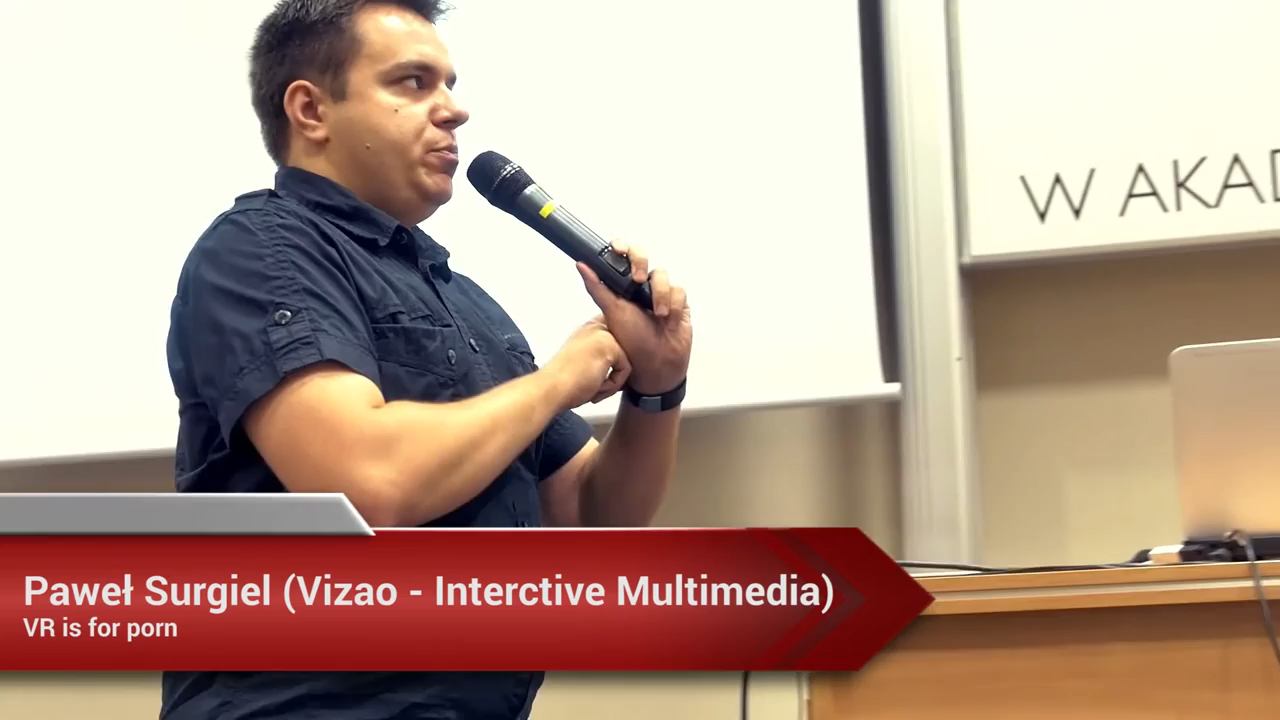 W AKAD
Paweł Surgiel (Vizao - Interctive Multimedia)
VR is for porn